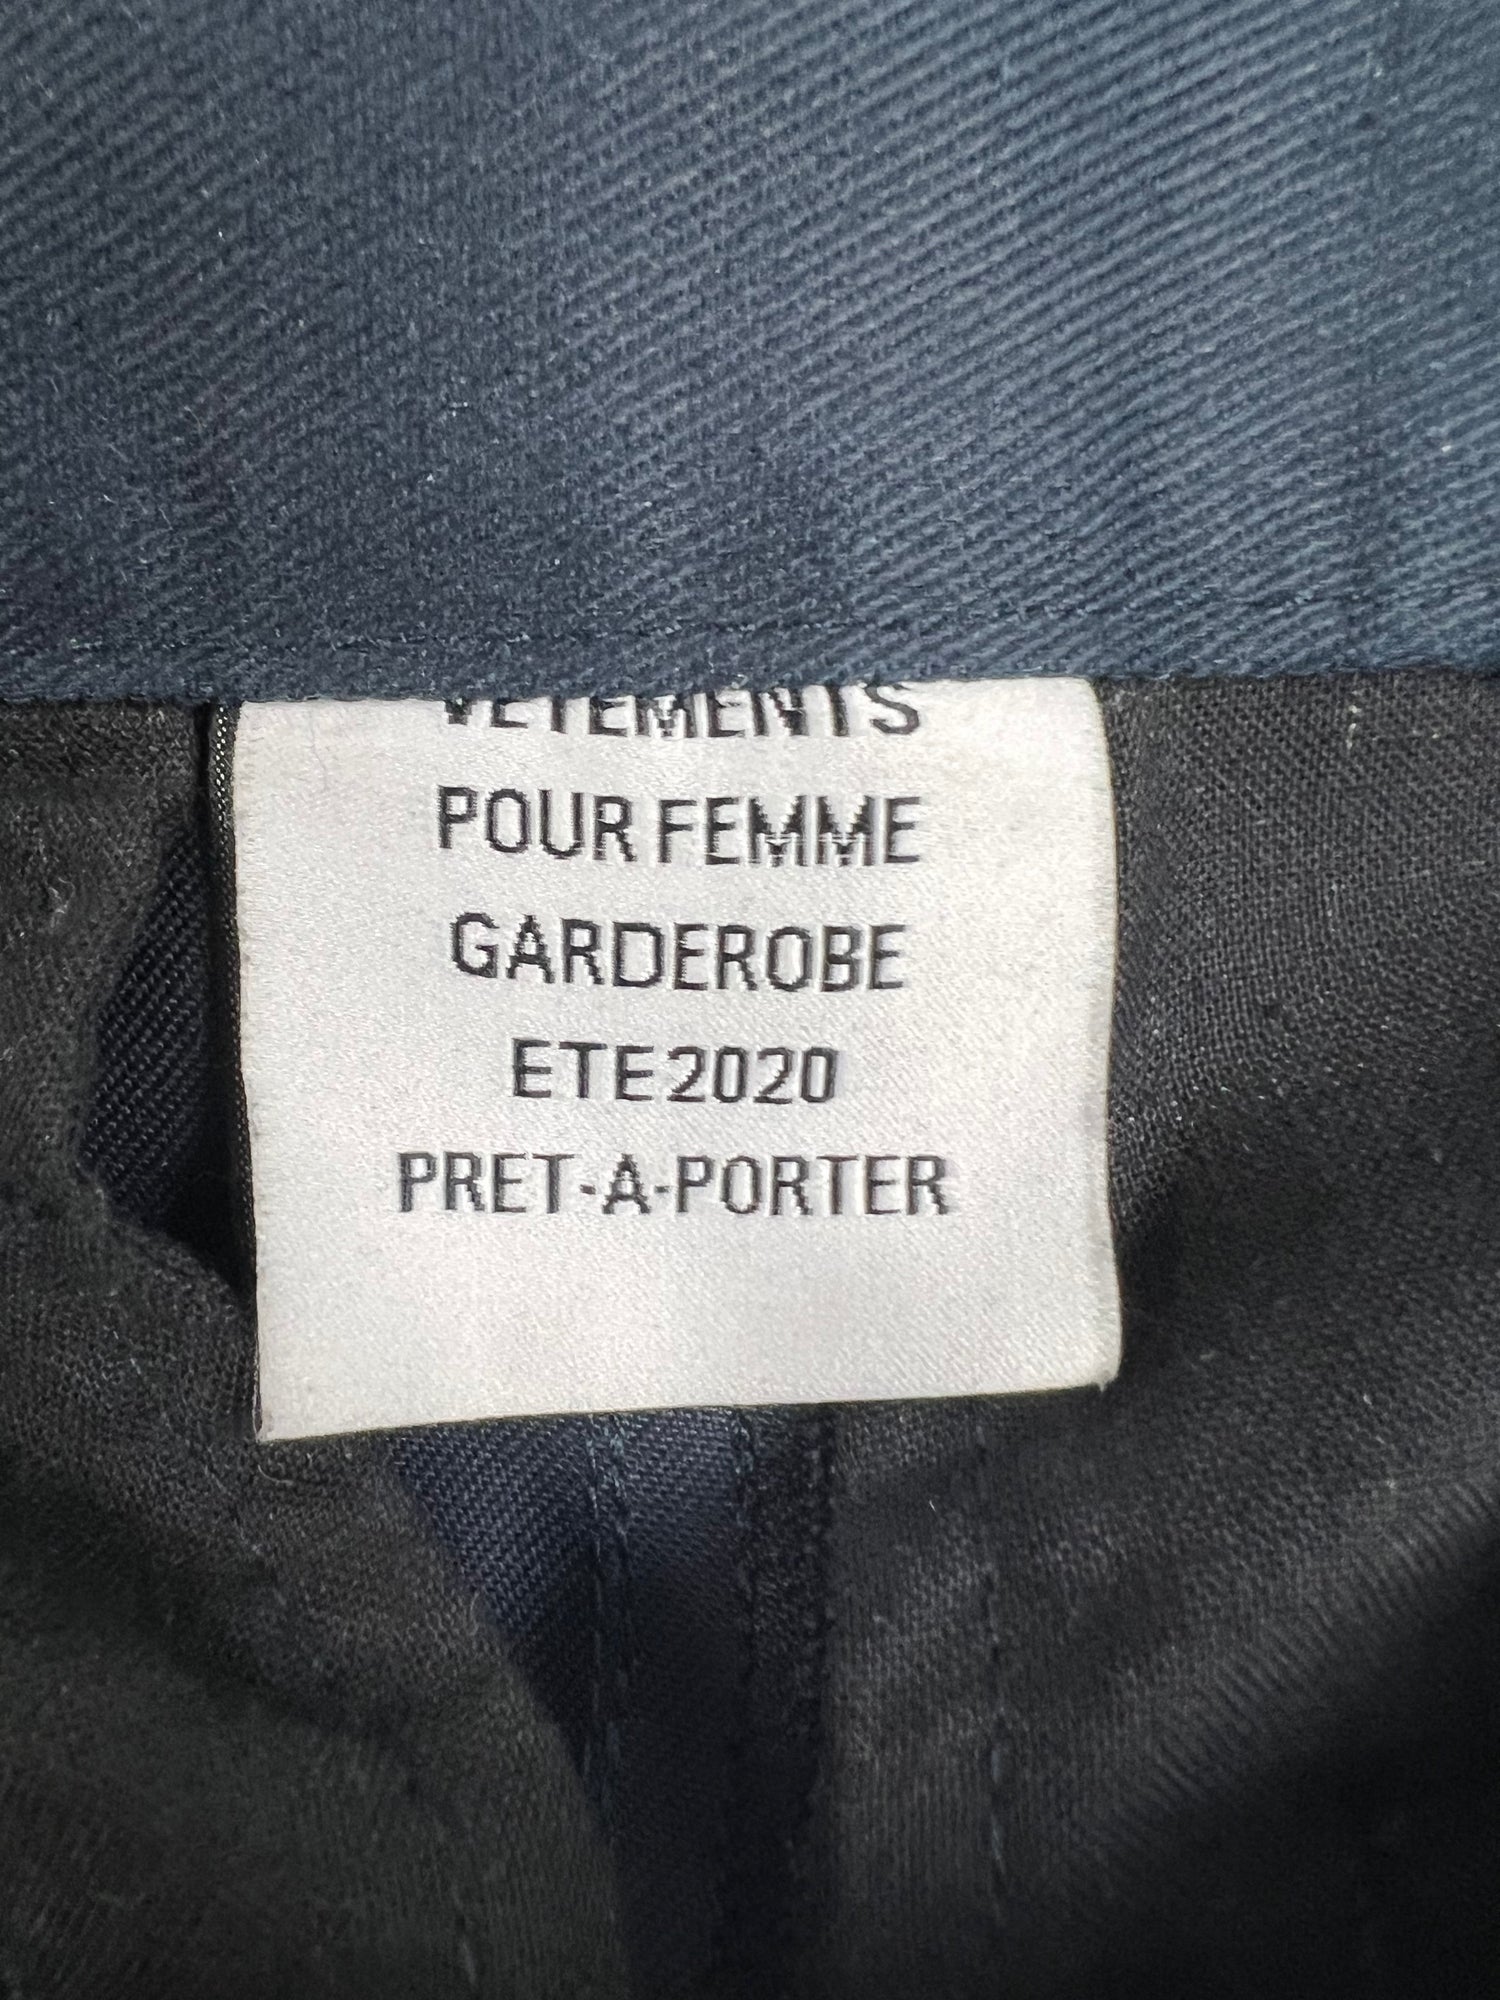 VETEMENTS
POUR FEMME
GARDEROBE
ETE 2020
PRET-A-PORTER